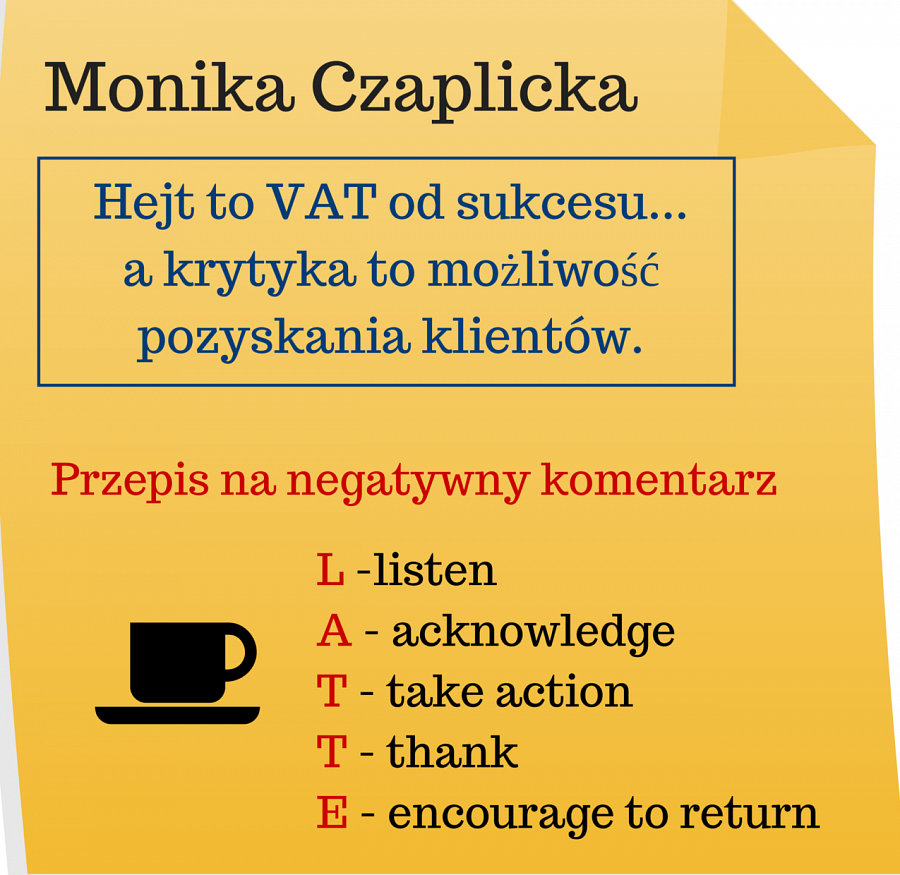 Monika Czaplicka
Hejt to VAT od sukcesu...
a krytyka to możliwość
pozyskania klientów.
Przepis na negatywny komentarz
L -listen
A - acknowledge
T - take action
T - thank
E - encourage to return